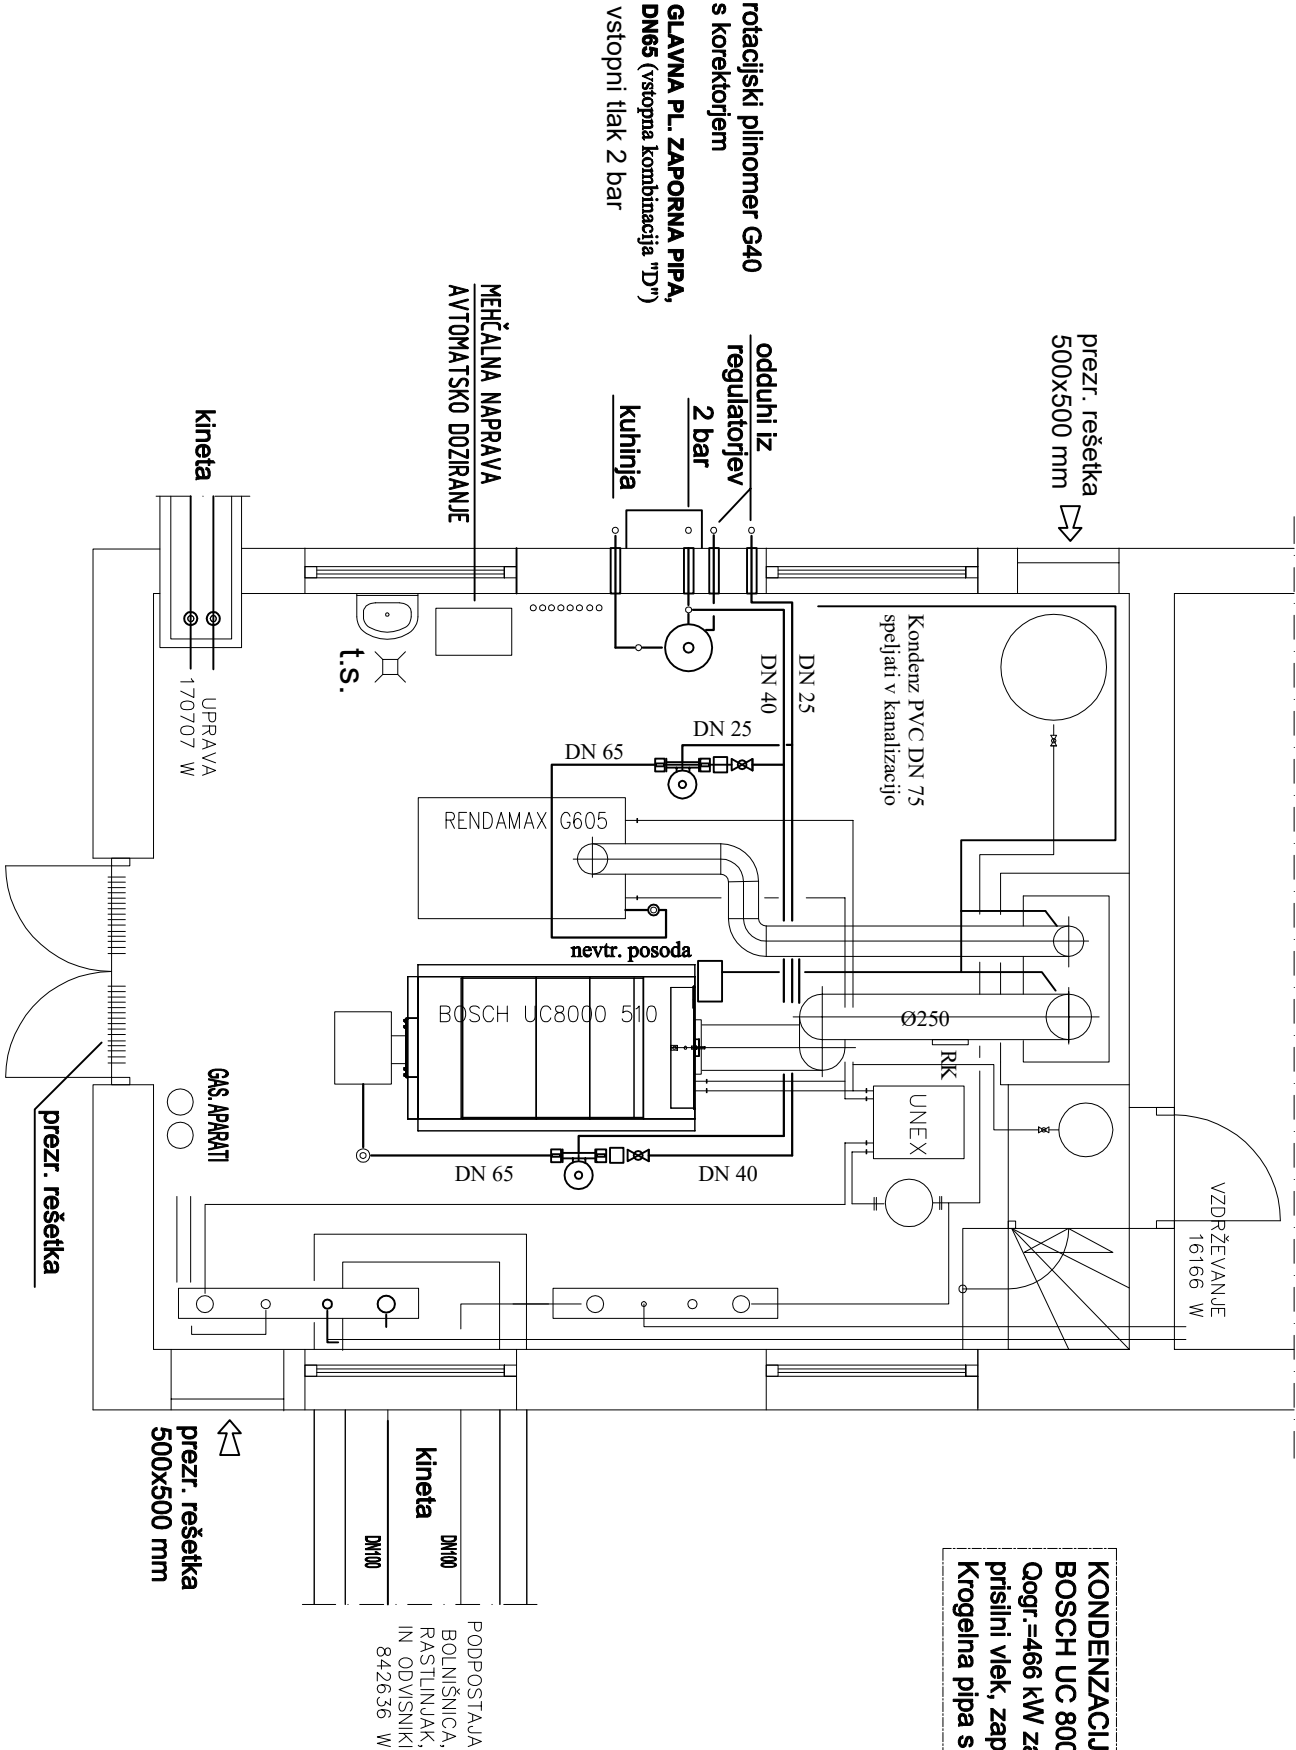 rotacijski plinomer G40
s korektorjem
GLAVNA PL. ZAPORNA PIPA,
DN65 (vstopna kombinacija "D")
vstopni tlak 2 bar
prezr. rešetka
500x500 mm
odduhi iz
regulatorjev
2 bar
kuhinja
MEHČALNA NAPRAVA
AVTOMATSKO DOZIRANJE
kineta
UPRAVA
170707 W
t.s.
Kondenz PVC DN 75
speljati v kanalizacijo
DN 25
DN 40
DN 25
DN 65
RENDAMAX G605
nevtr. posoda
BOSCH UC8000 510
Ø250
RK
UNEX
DN 65
DN 40
GAS. APARATI
prezr. rešetka
VZDRŽEVANJE
16166 W
prezr. rešetka
500x500 mm
kineta
DN100
DN100
PODPOSTAJA
BOLNIŠNICA,
RASTLINJAK,
IN ODVISNIKI
842636 W
KONDENZACIJ
BOSCH UC 800
Qogr.=466 kW za
prisilni vlek, zap
Krogelna pipa s